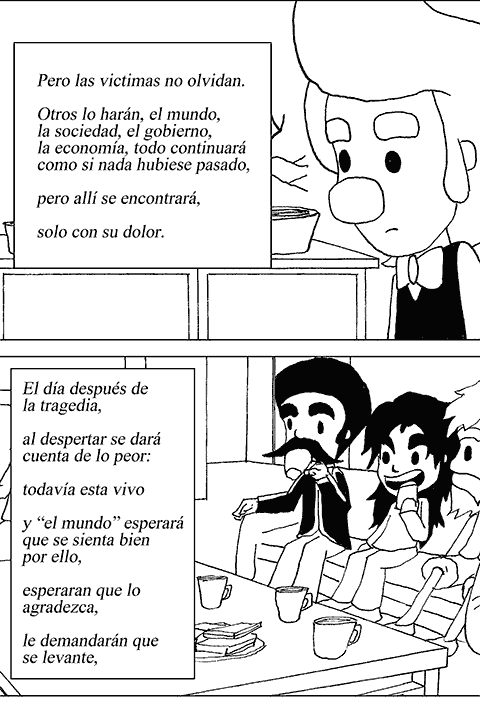 Pero las victimas no olvidan.
Otros lo harán, el mundo,
la sociedad, el gobierno,
la economía, todo continuará
como si nada hubiese pasado,
pero allí se encontrará,
solo con su dolor.
El día después de
la tragedia,
al despertar se dará
cuenta de lo peor:
todavía esta vivo
y “el mundo” esperará
que se sienta bien
por ello,
esperaran que lo
agradezca,
le demandarán que
se levante,